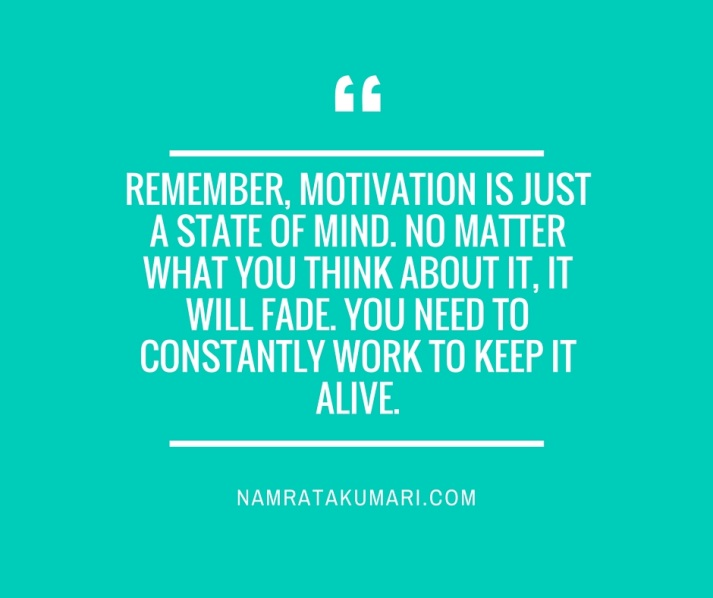 “
REMEMBER, MOTIVATION IS JUST
A STATE OF MIND. NO MATTER
WHAT YOU THINK ABOUT IT, IT
WILL FADE. YOU NEED TO
CONSTANTLY WORK TO KEEP IT
ALIVE.
NAMRATAKUMARI.COM